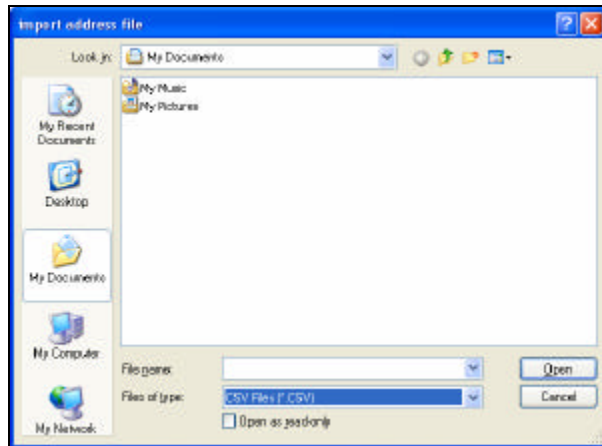 import address file
Look in:
My Documents
My Music
My Pictures
My Recent
Documents
Desktop
My Documents
My Computer
My Network
File name:
Open
Files of type:
CSV Files (*.CSV)
Cancel
Open as read-only